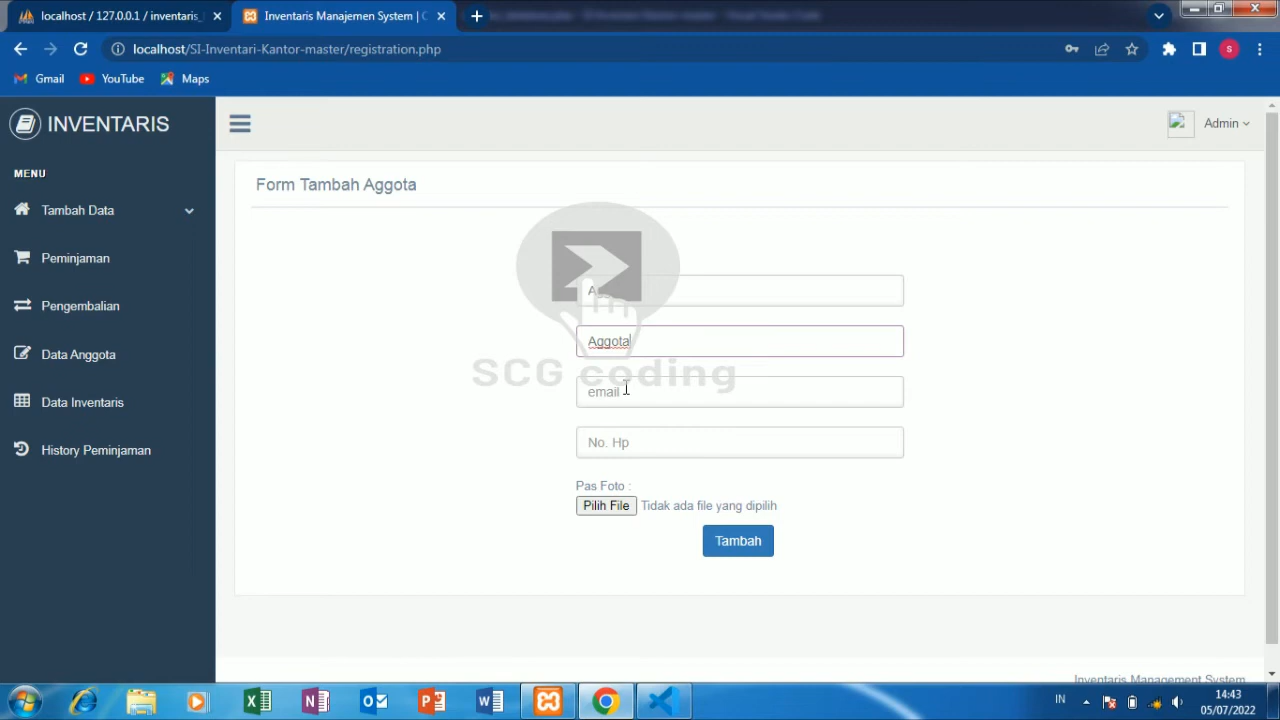 localhost / 127.0.0.1 / inventaris_
Inventaris Manajemen System | (
localhost/SI-Inventari-Kantor-master/registration.php
S
Gmail
YouTube
Maps
INVENTARIS
Admin
MENU
Tambah Data
Peminjaman
Pengembalian
Data Anggota
Data Inventaris
History Peminjaman
Form Tambah Aggota
Aggota
SCG coding
email
No. Hp
Pas Foto :
Pilih File Tidak ada file yang dipilih
Tambah
Inventaris Management System
IN
14:43
05/07/2022